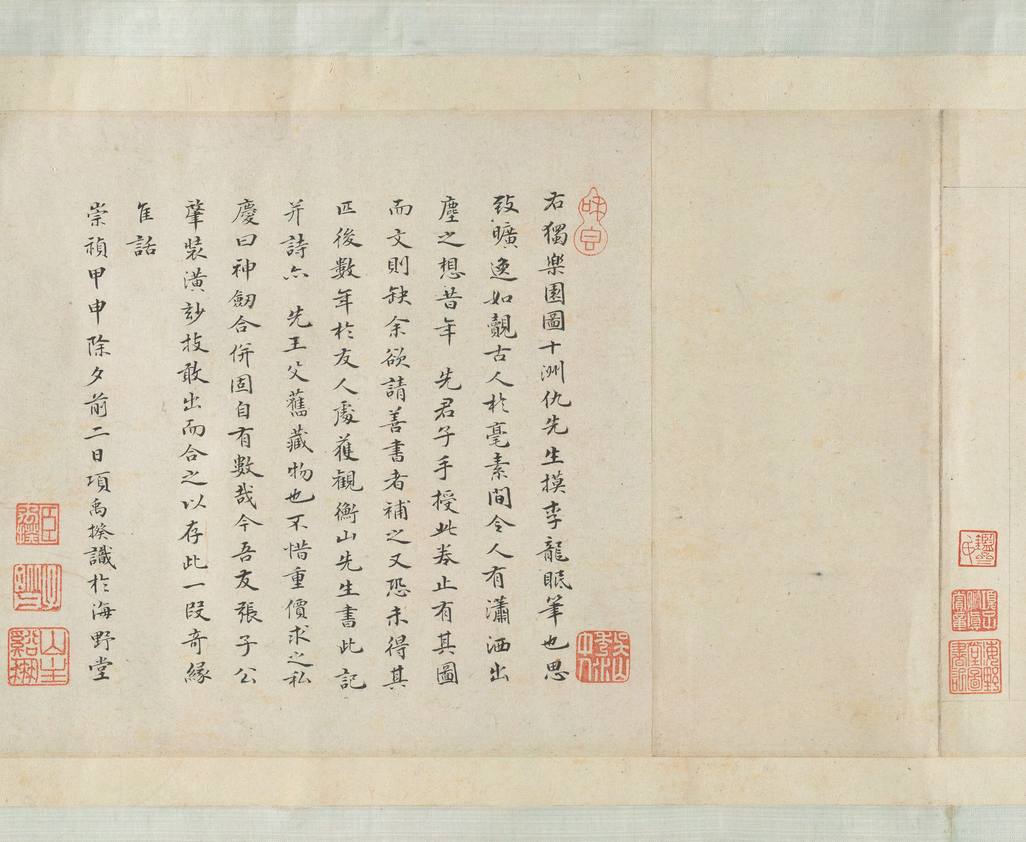 右獨樂園圖十洲仇先生摸李龍眠筆也思
致曠逸如覿古人於毫素間令人有瀟洒出
塵之想昔年 先君子手授此卷止有其圖
而文則缺余欲請善書者補之又恐未得其
匹後數年於友人處獲觀衡山先生書此記
并詩亦 先王父舊藏物也不惜重價求之私
慶曰神劒合併固自有數哉今吾友張子公
肇裝潢玅技敢出而合之以存此一段奇緣
隹話
崇禎甲申除夕前二日項禹揆識於海野堂